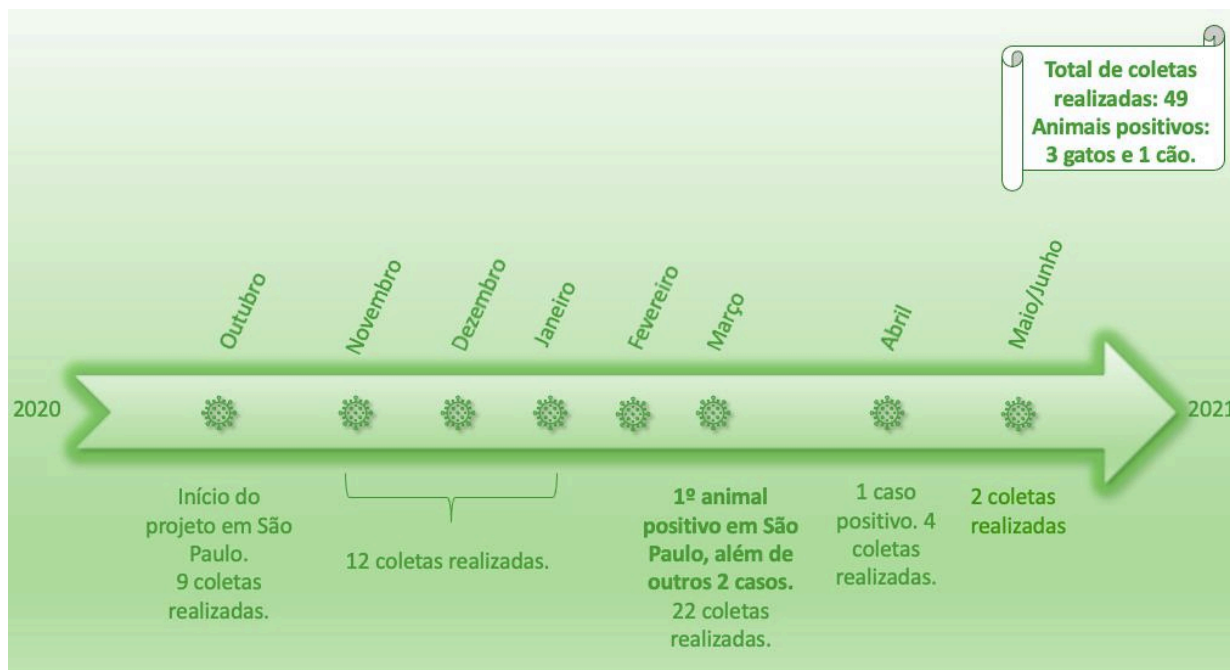 Total de coletas
realizadas: 49
Animais positivos:
3 gatos e 1 cão.
Outubro
Novembro
Dezembro
Janeiro
Fevereiro
Março
Abril
Maio/Junho
2020
2021
Início do
projeto em São
Paulo.
9 coletas
realizadas.
12 coletas realizadas.
1º animal
positivo em São
Paulo, além de
outros 2 casos.
22 coletas
realizadas.
1 caso
positivo. 4
coletas
realizadas.
2 coletas
realizadas